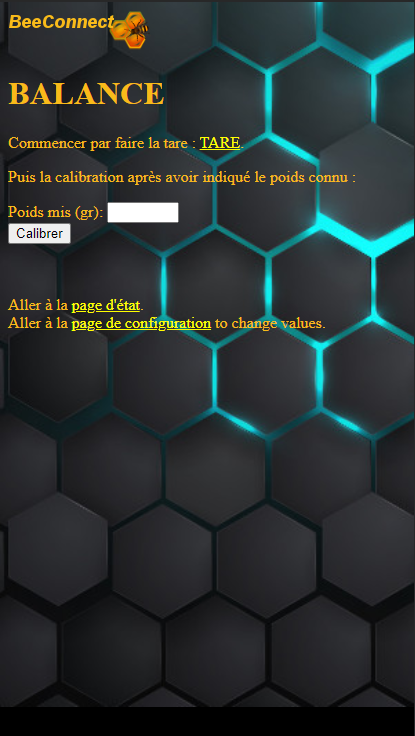 BeeConnect
BALANCE
Commencer par faire la tare : TARE.
Puis la calibration après avoir indiqué le poids connu :
Poids mis (gr):
Calibrer
Aller à la page d'état.
Aller à la page de configuration to change values.